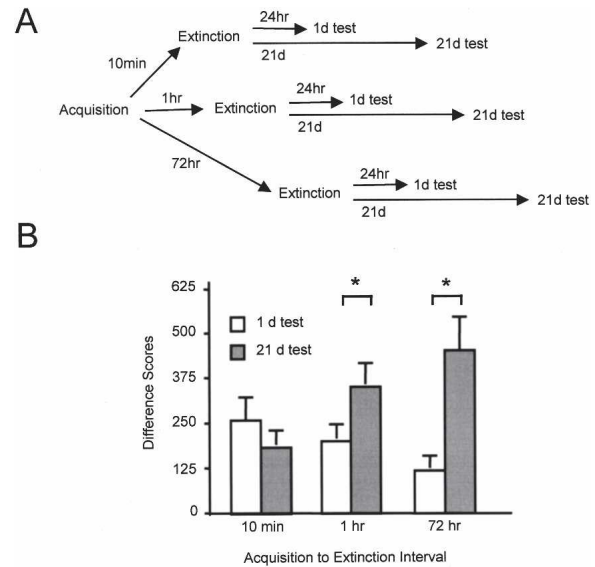 A
24hr
Extinction
1d test
10min
21d
21d test
24hr
1hr
Acquisition
Extinction
1d test
21d
21d test
72hr
24hr
Extinction
1d test
21d
21d test
B
625
*
*
1 d test
500
21 d test
375
Difference Scores
250
125
0
10 min
1 hr
72 hr
Acquisition to Extinction Interval